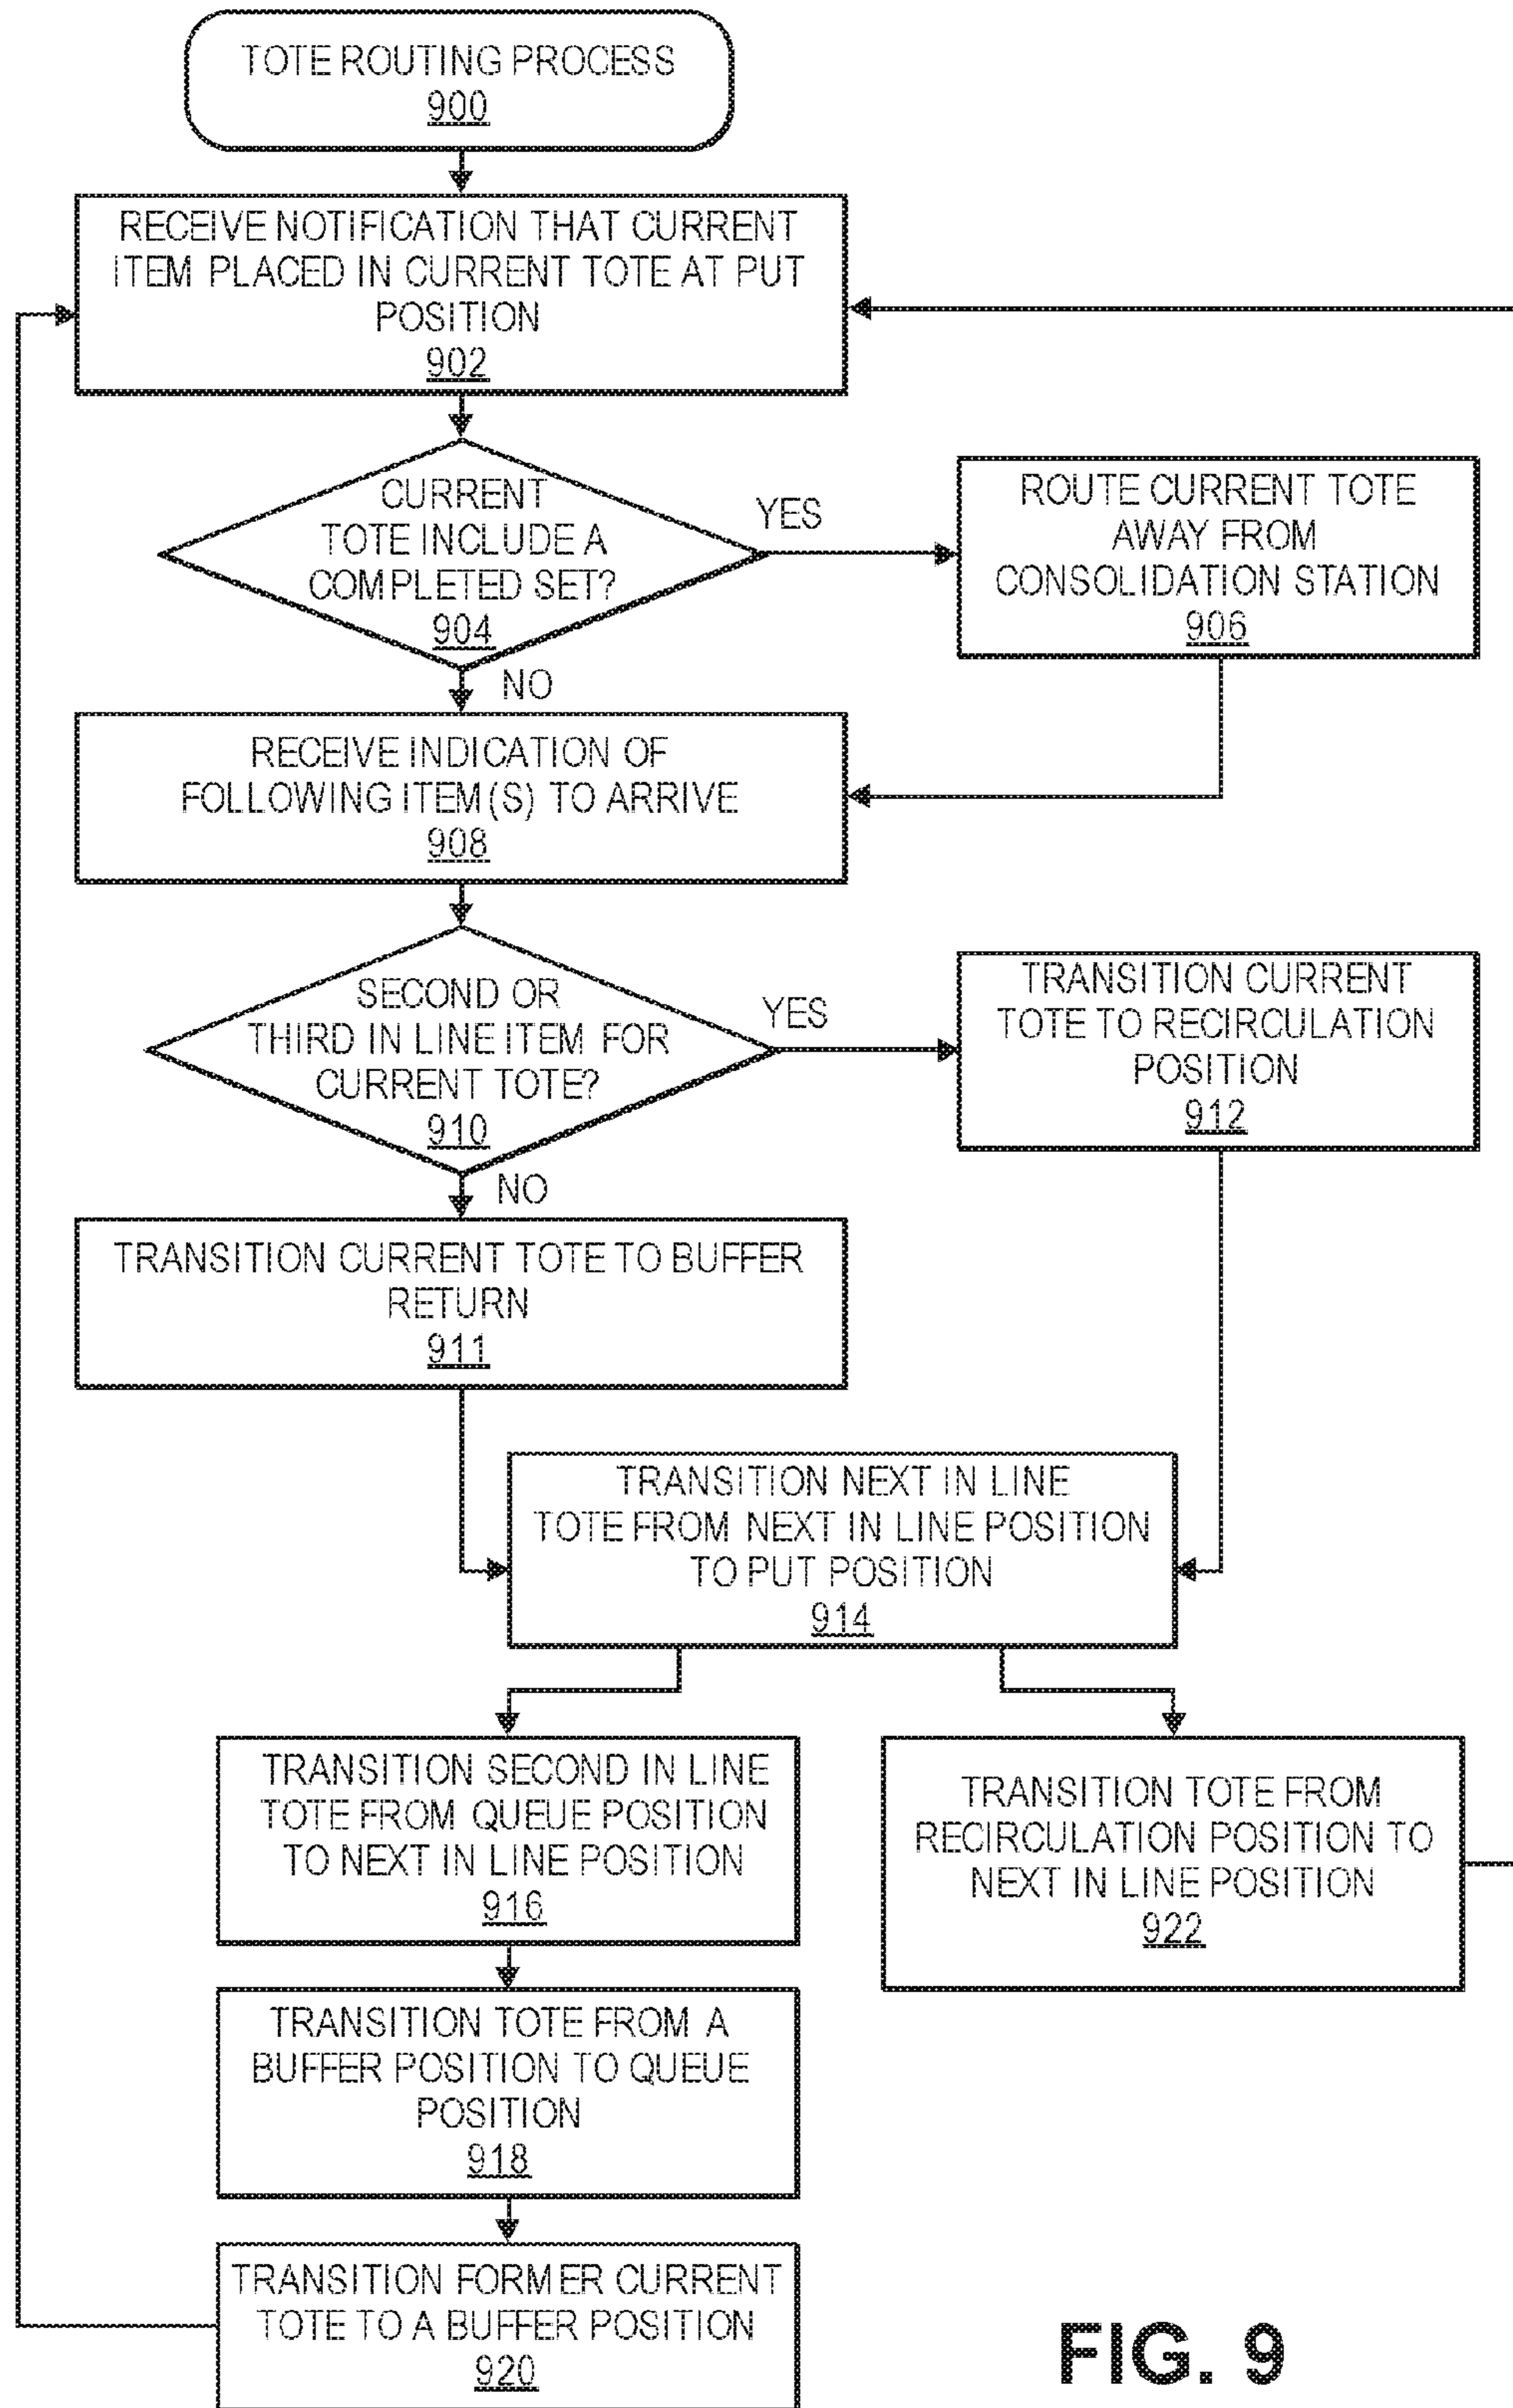 TOTE ROUTING PROCESS
900
RECEIVE NOTIFICATION THAT CURRENT
ITEM PLACED IN CURRENT TOTE AT PUT
POSITION
902
CURRENT
TOTE INCLUDE A
COMPLETED SET?
904
YES
ROUTE CURRENT TOTE
AWAY FROM
CONSOLIDATION STATION
906
NO
RECEIVE INDICATION OF
FOLLOWING ITEM(S) TO ARRIVE
908
SECOND OR
THIRD IN LINE ITEM FOR
CURRENT TOTE?
910
YES
TRANSITION CURRENT
TOTE TO RECIRCULATION
POSITION
912
NO
TRANSITION CURRENT TOTE TO BUFFER
RETURN
911
TRANSITION NEXT IN LINE
TOTE FROM NEXT IN LINE POSITION
TO PUT POSITION
914
TRANSITION SECOND IN LINE
TOTE FROM QUEUE POSITION
TO NEXT IN LINE POSITION
916
TRANSITION TOTE FROM
RECIRCULATION POSITION TO
NEXT IN LINE POSITION
922
TRANSITION TOTE FROM A
BUFFER POSITION TO QUEUE
POSITION
918
TRANSITION FORMER CURRENT
TOTE TO A BUFFER POSITION
920
FIG. 9